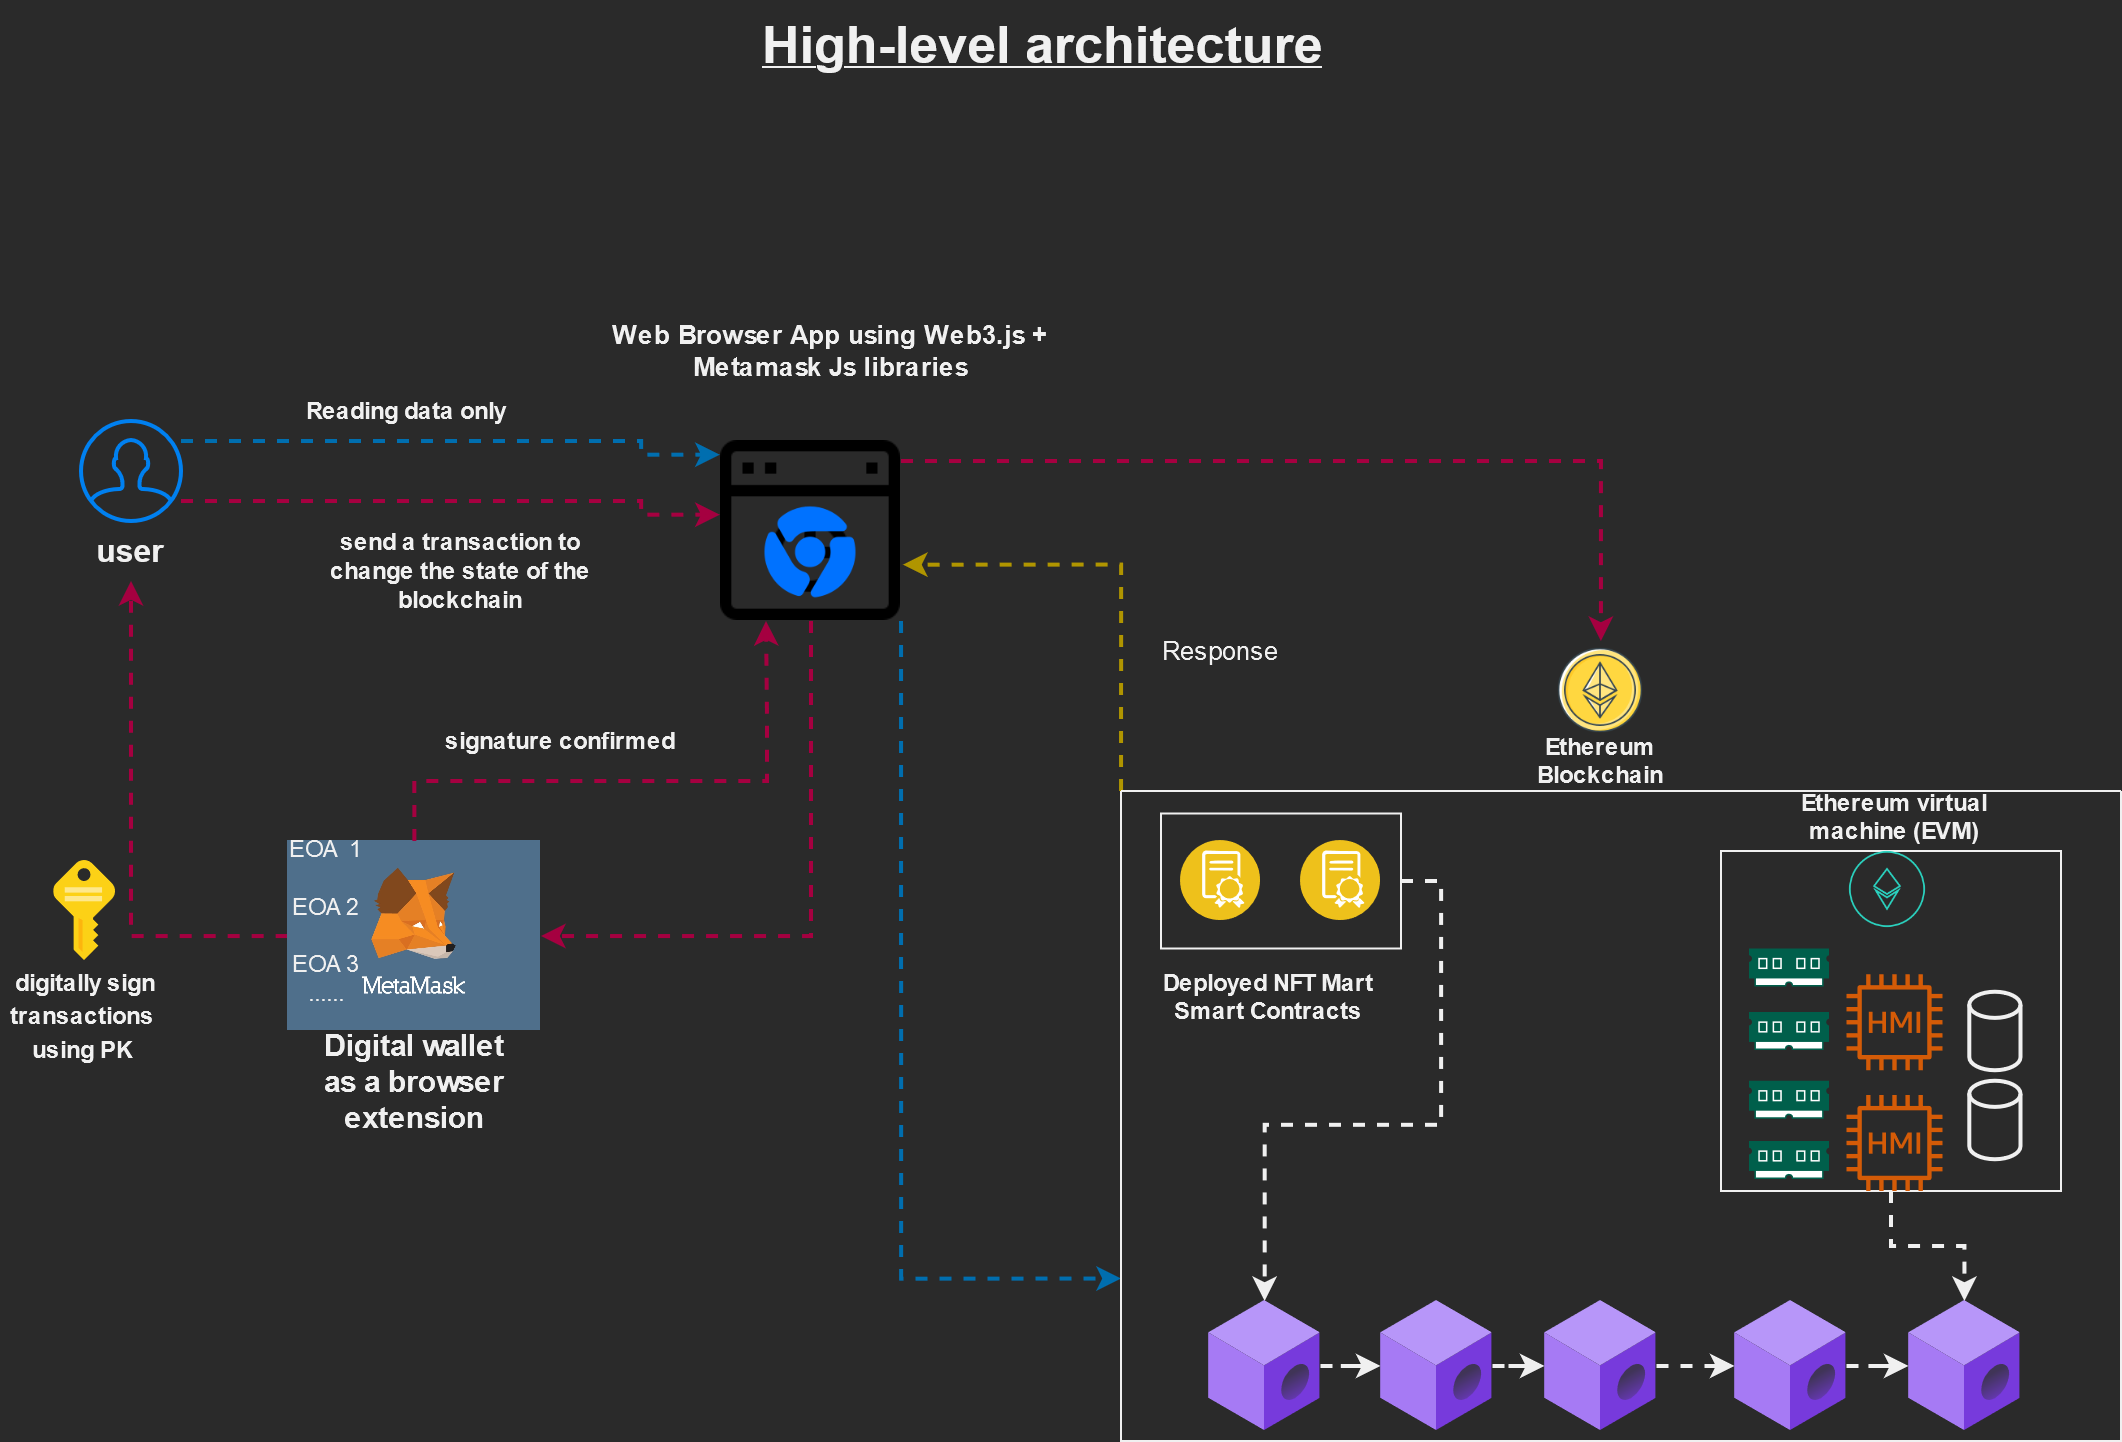 High-level architecture
Web Browser App using Web3.js +
Metamask Js libraries
Reading data only
user
send a transaction to
change the state of the
blockchain
Response
signature confirmed
Ethereum
Blockchain
Ethereum virtual
machine (EVM)
EOA 1
EOA 2
EOA 3
......
MetaMask
digitally sign
transactions
using PK
Digital wallet
as a browser
extension
Deployed NFT Mart
Smart Contracts
HMI
HMI